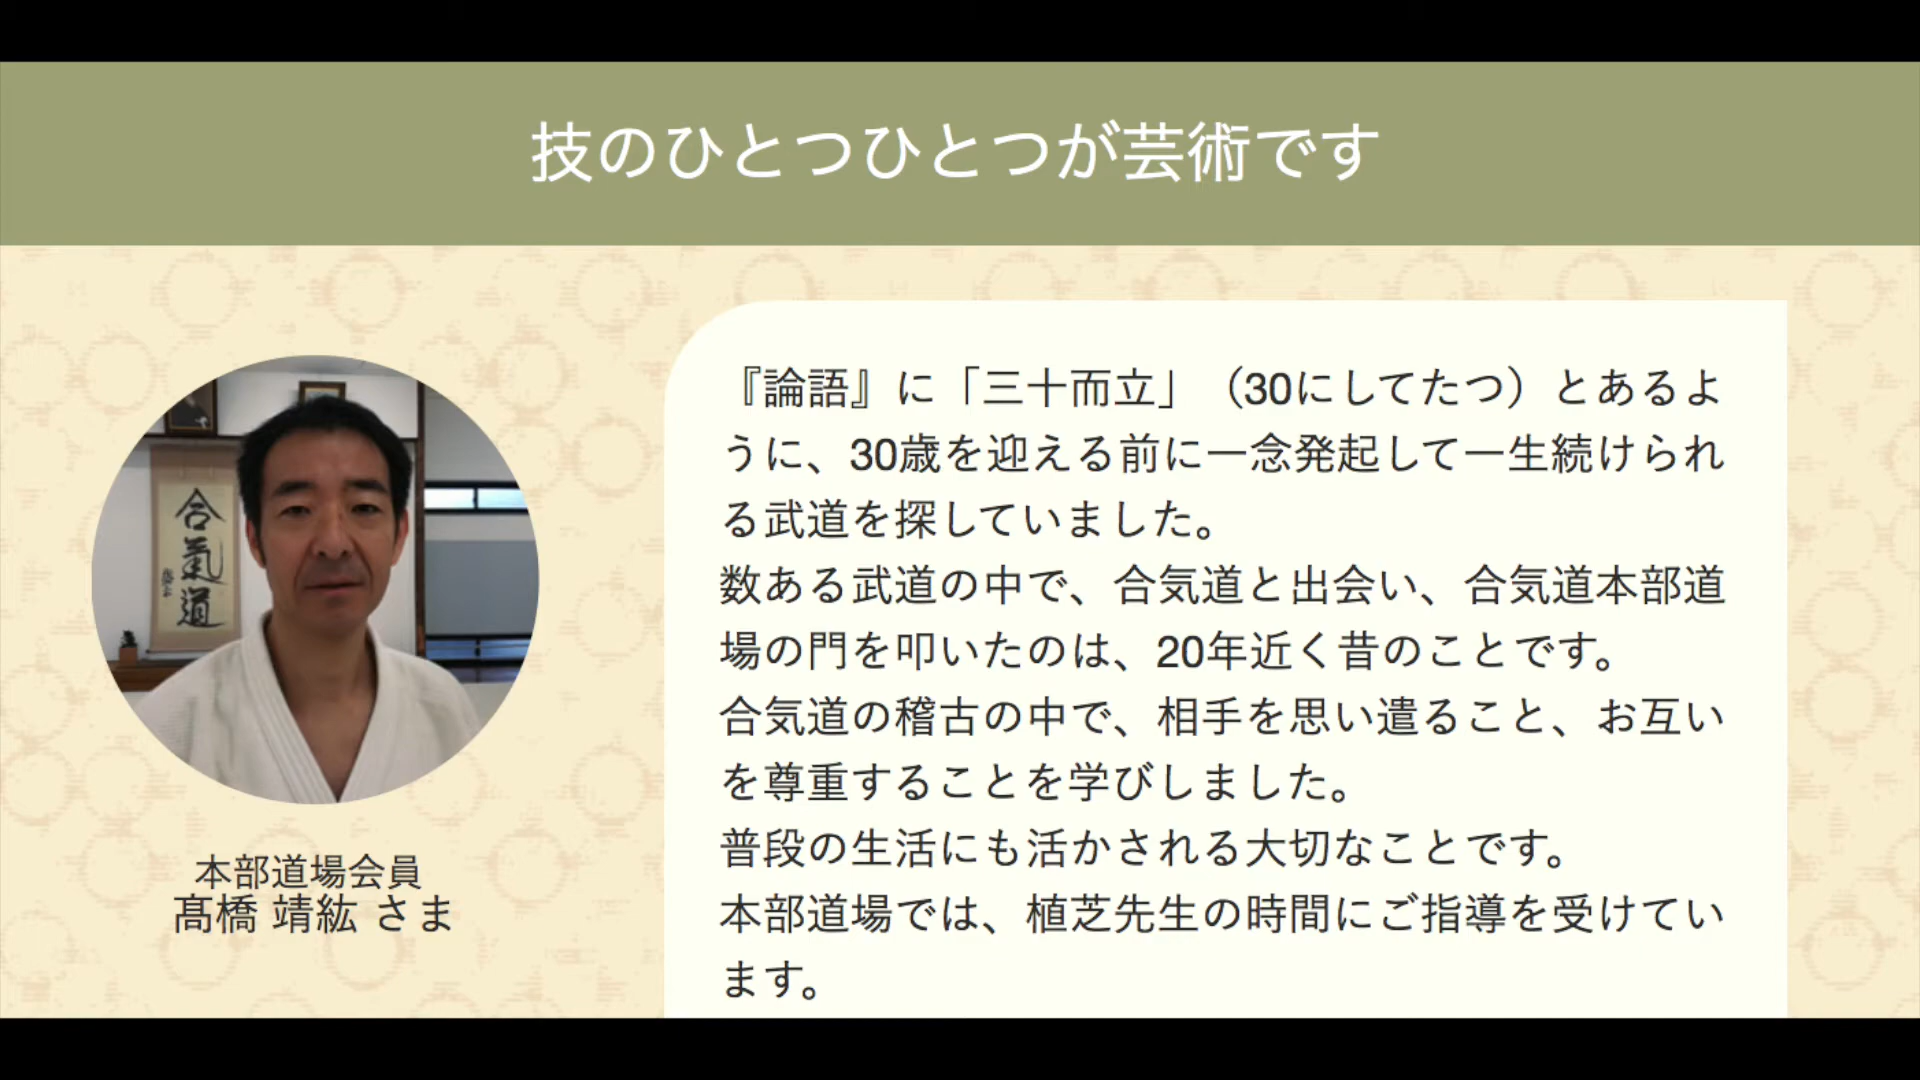 技のひとつひとつが芸術です
合氣道
本部道場会員
髙橋 靖紘 さま
『論語』に「三十而立」（30にしてたつ）とあるよ
うに、30歳を迎える前に一念発起して一生続けられ
る武道を探していました。
数ある武道の中で、合気道と出会い、合気道本部道
場の門を叩いたのは、20年近く昔のことです。
合気道の稽古の中で、相手を思い遣ること、お互い
を尊重することを学びしました。
普段の生活にも活かされる大切なことです。
本部道場では、植芝先生の時間にご指導を受けてい
ます。